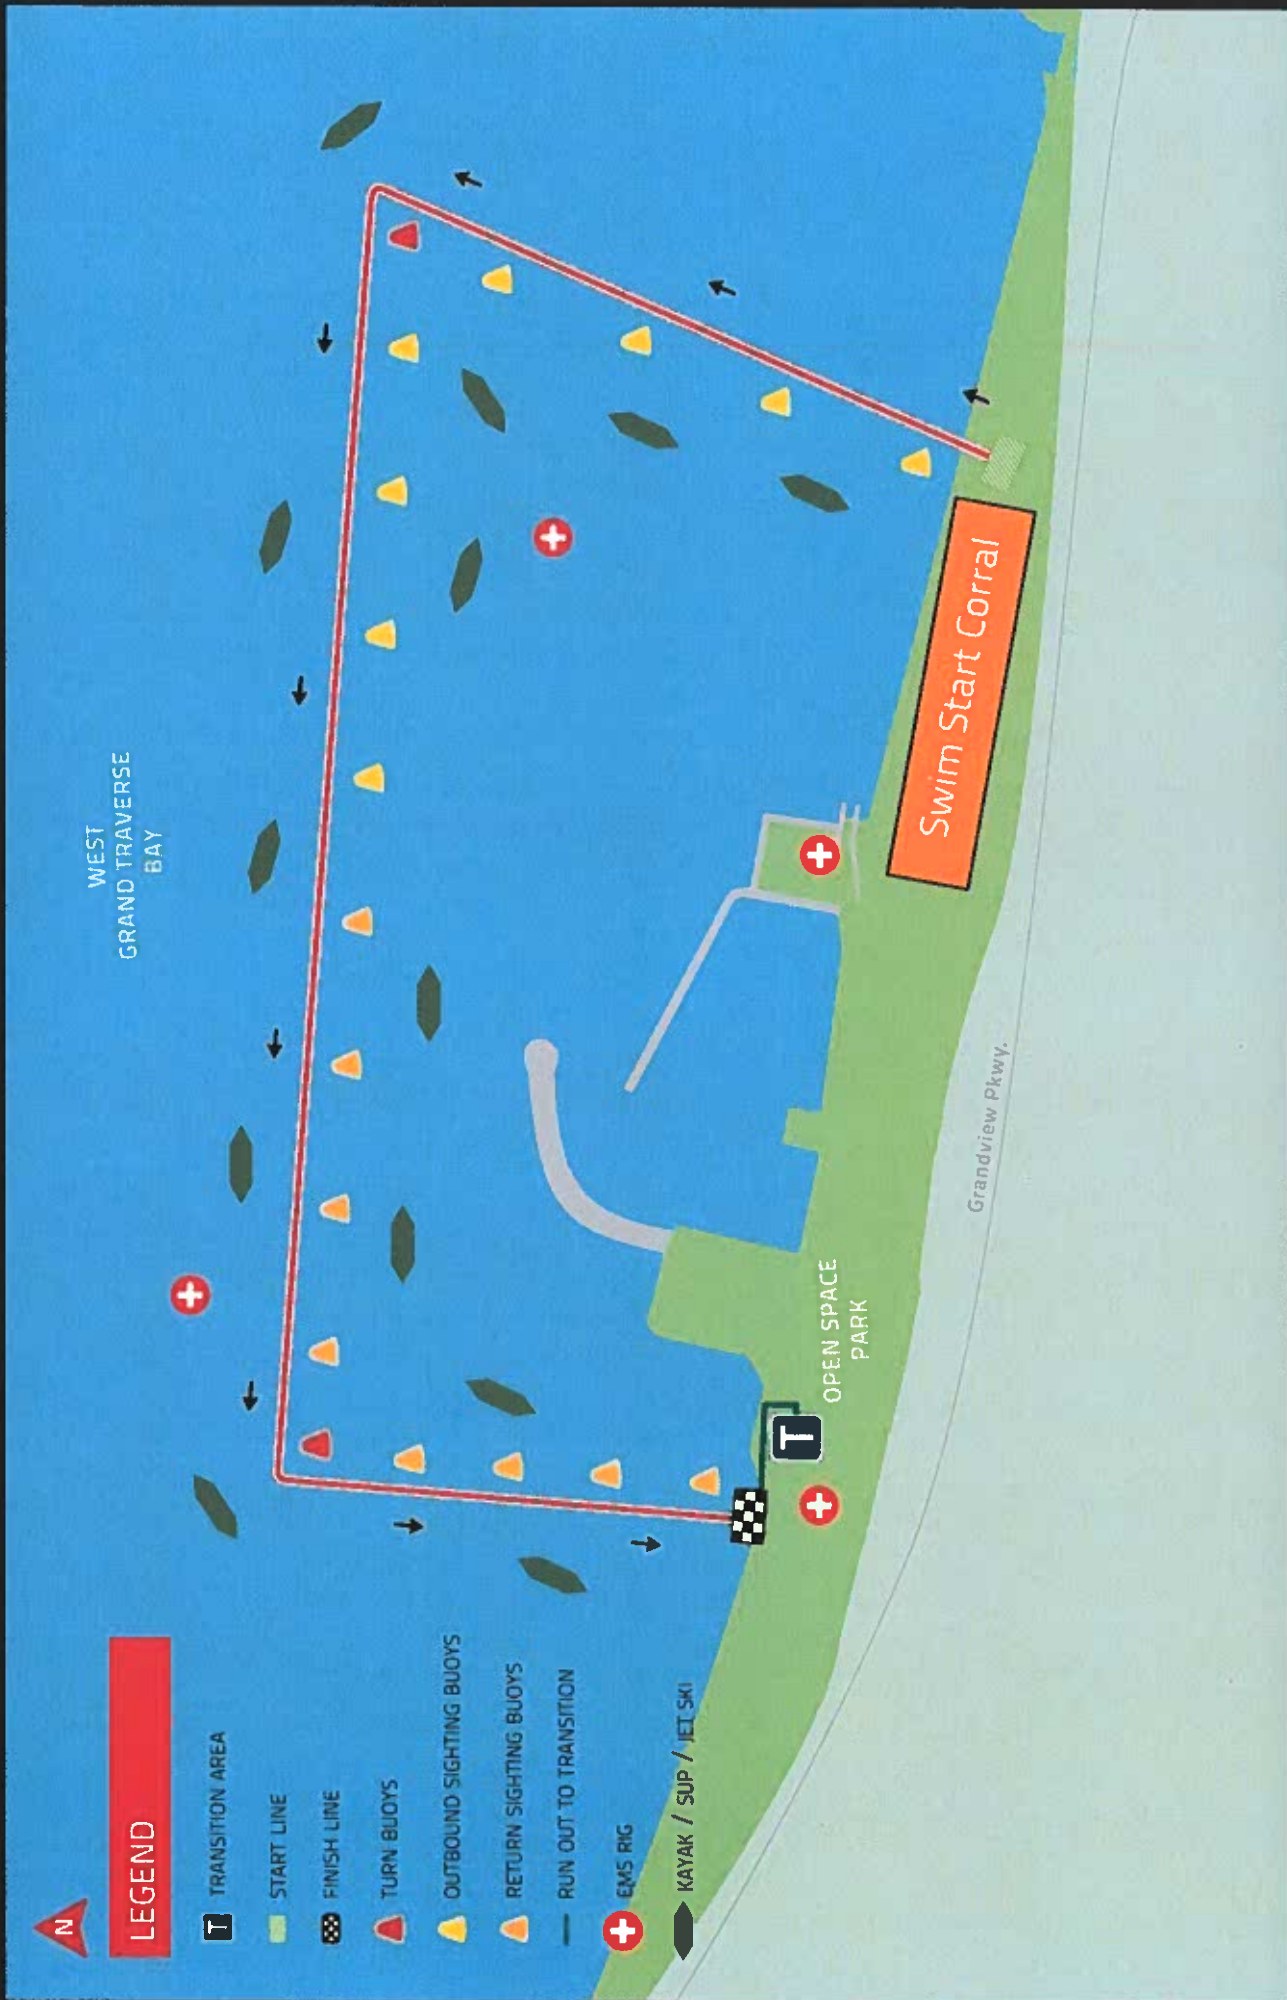 N
LEGEND
T TRANSITION AREA
START LINE
FINISH LINE
TURN BUOYS
OUTBOUND SIGHTING BUOYS
RETURN SIGHTING BUOYS
RUN OUT TO TRANSITION
EMS RIG
KAYAK / SUP / JET SKI
WEST
GRAND TRAVERSE
BAY
T
OPEN SPACE
PARK
Grandview Pkwy.
Swim Start Corral